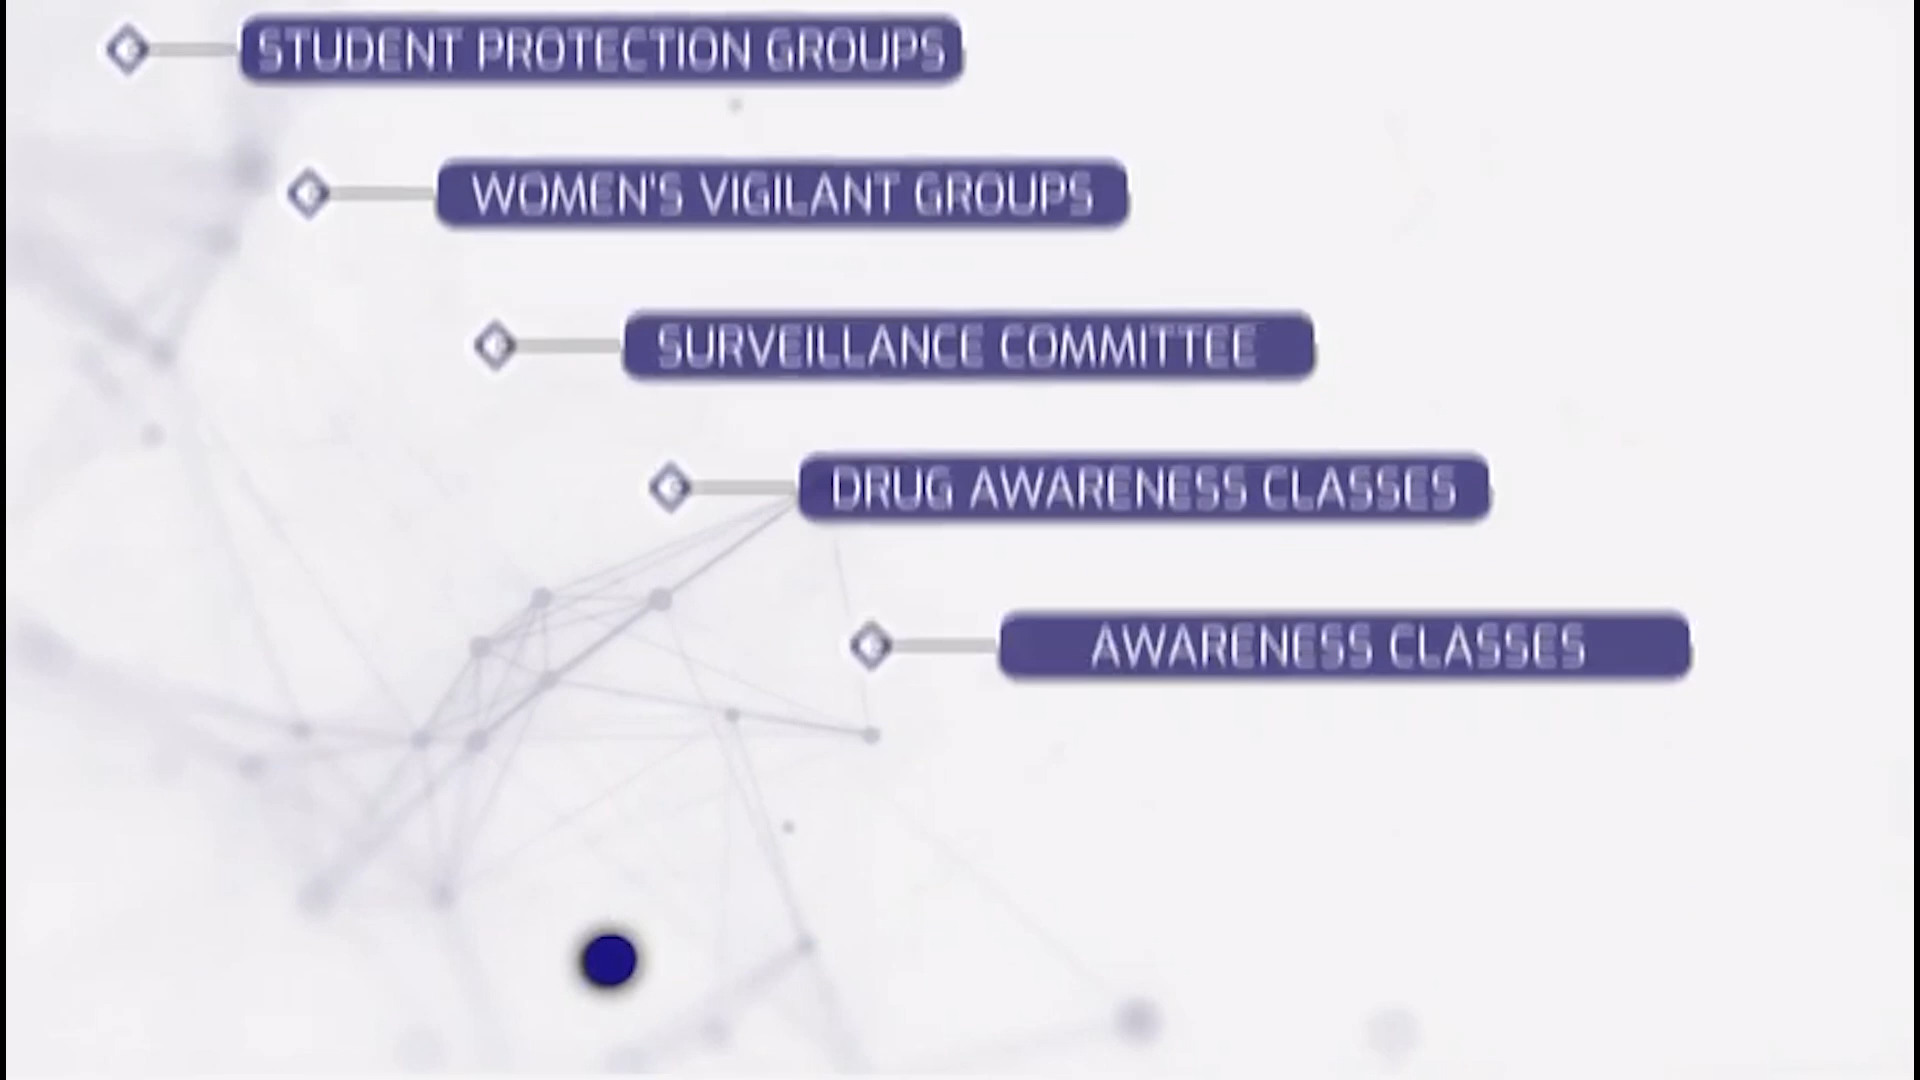 STUDENT PROTECTION GROUPS
WOMEN'S VIGILANT GROUPS
SURVEILLANCE COMMITTEE
DRUG AWARENESS CLASSES
AWARENESS CLASSES